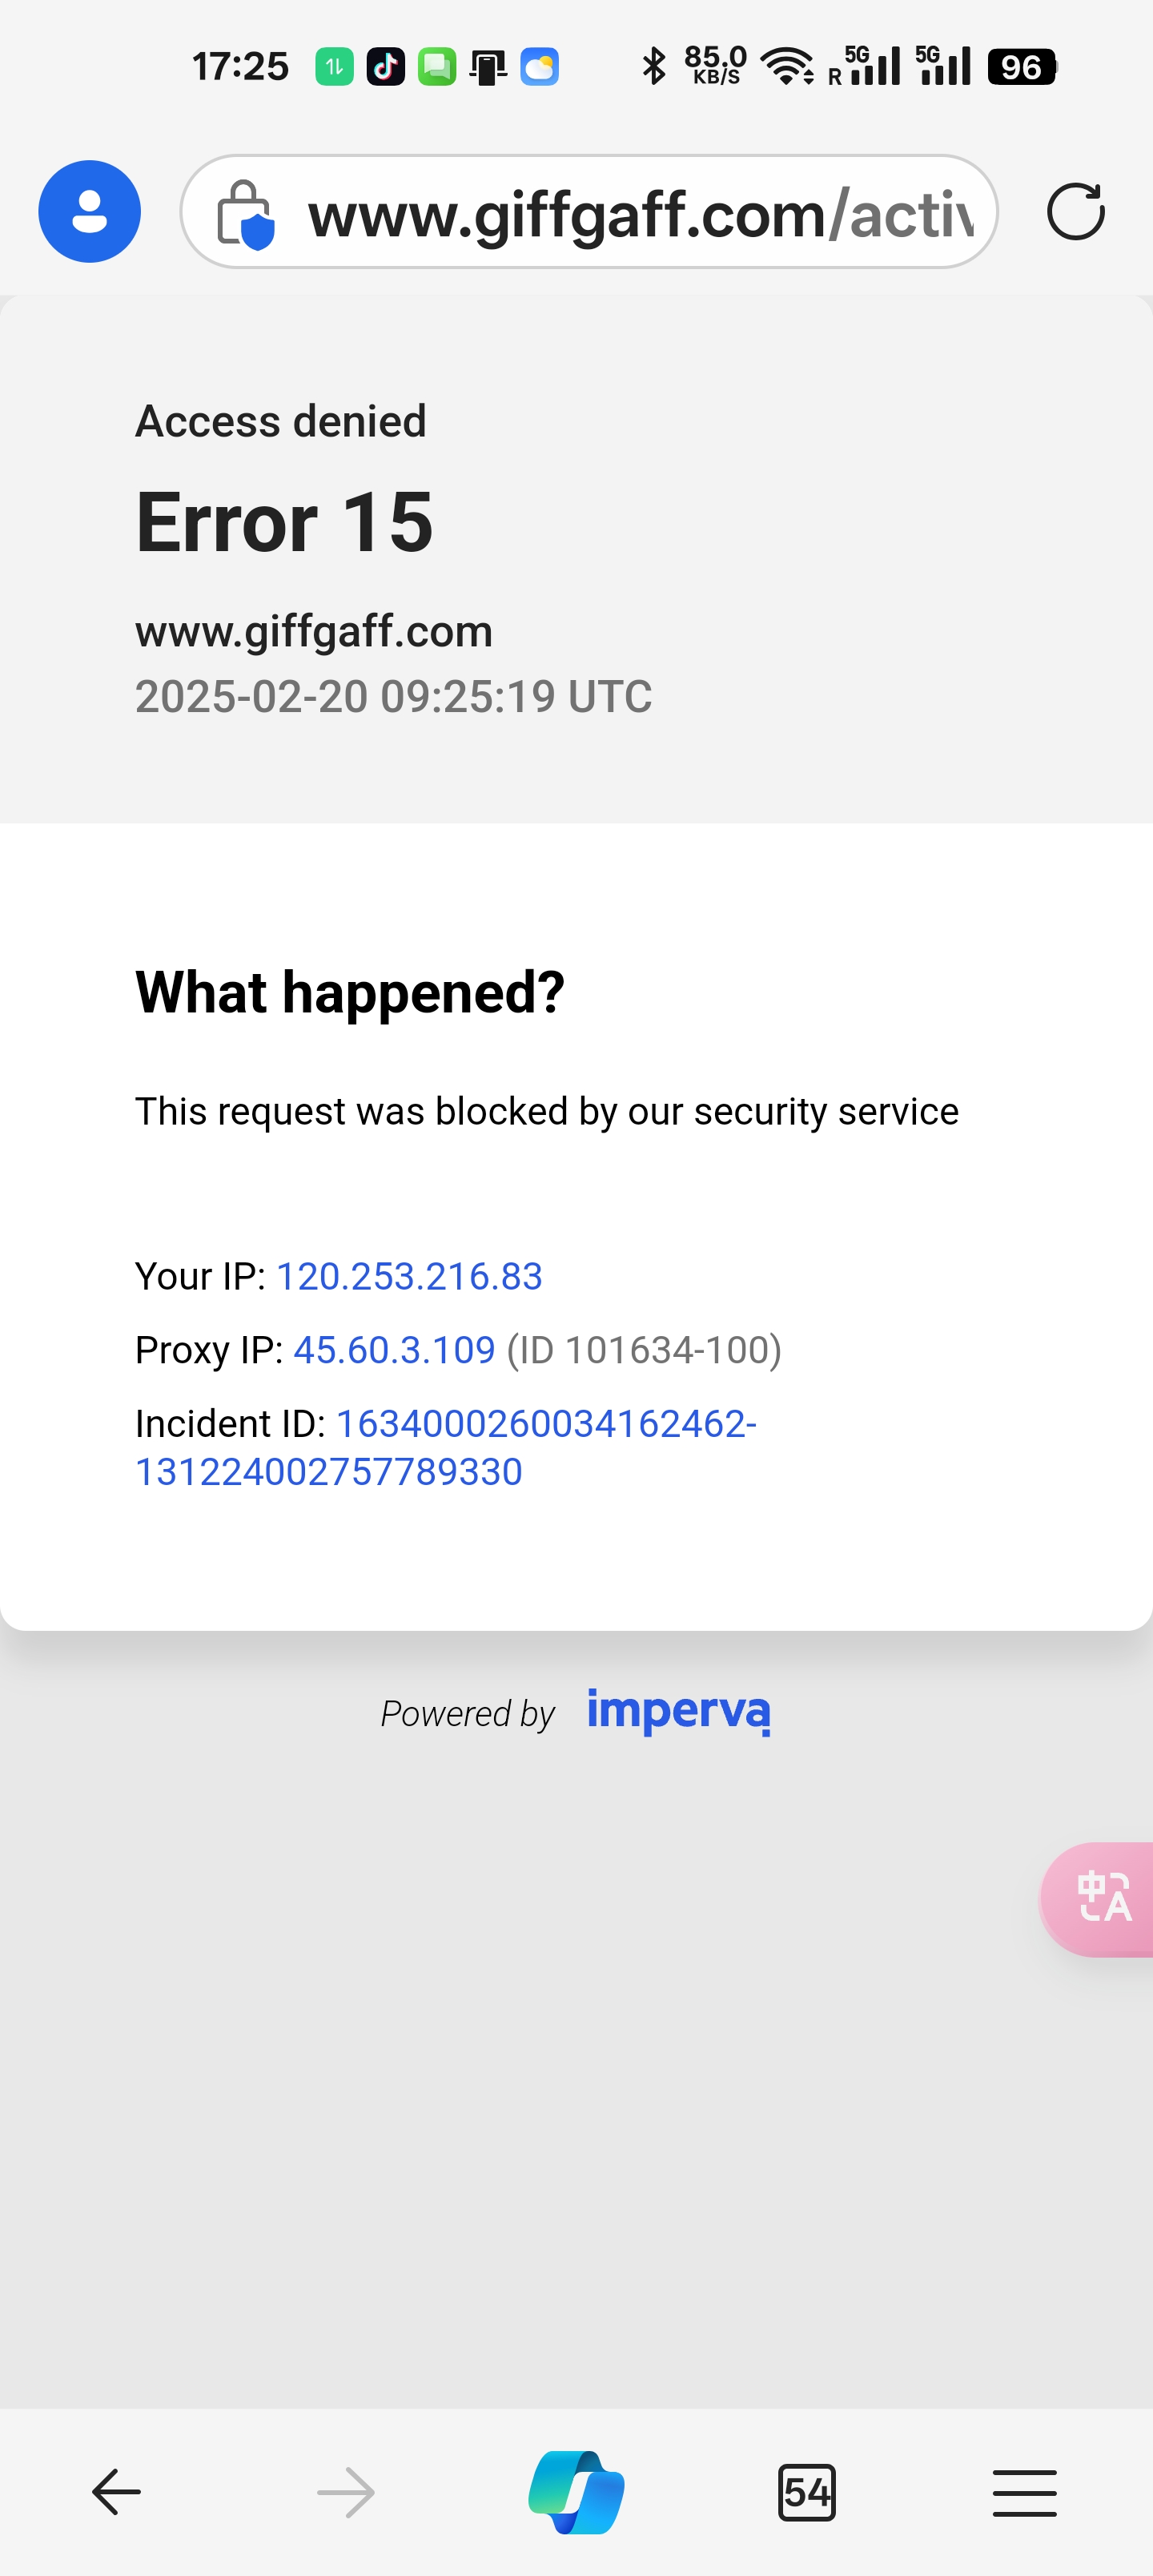 17:25
85.0
KB/S
R 5G 5G
96
www.giffgaff.com/activ
Access denied
Error 15
www.giffgaff.com
2025-02-20 09:25:19 UTC
What happened?
This request was blocked by our security service
Your IP: 120.253.216.83
Proxy IP: 45.60.3.109 (ID 101634-100)
Incident ID: 1634000260034162462-
131224002757789330
Powered by imperva
中A
54